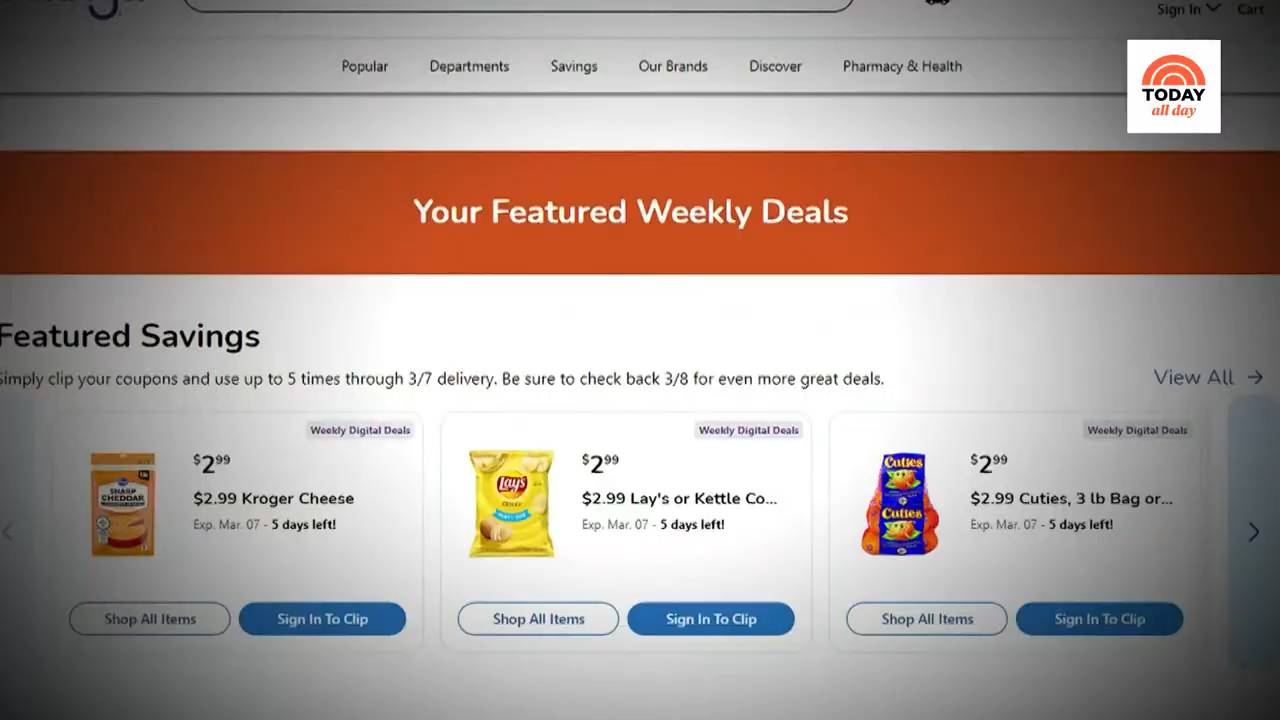 Sign In
Cart
Popular
Departments
Savings
Our Brands
Discover
Pharmacy & Health
TODAY
all day
Your Featured Weekly Deals
Featured Savings
Simply clip your coupons and use up to 5 times through 3/7 delivery. Be sure to check back 3/8 for even more great deals.
View All
Weekly Digital Deals
$2.99
$2.99 Kroger Cheese
Exp. Mar. 07 - 5 days left!
SHARP
CHEDDAR
Shop All Items
Sign In To Clip
Weekly Digital Deals
$2.99
$2.99 Lay's or Kettle Co...
Exp. Mar. 07 - 5 days left!
Lay's
Classic
Shop All Items
Sign In To Clip
Weekly Digital Deals
$2.99
$2.99 Cuties, 3 lb Bag or...
Exp. Mar. 07 - 5 days left!
Cuties
Cuties
Shop All Items
Sign In To Clip